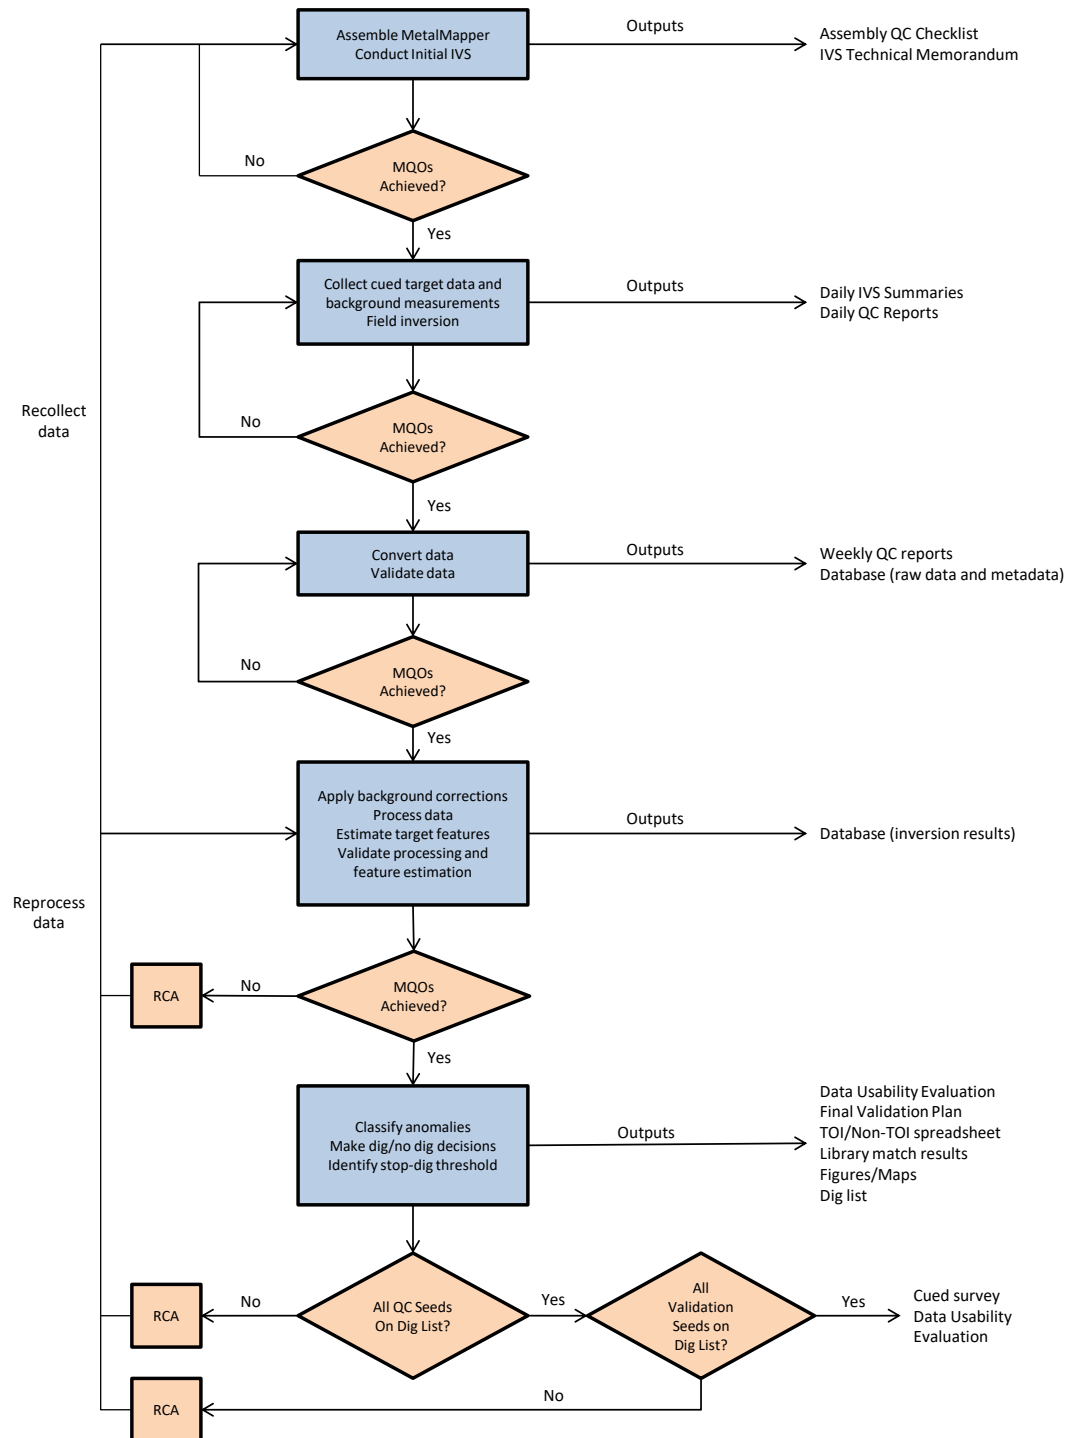 Assemble MetalMapper
Conduct Initial IVS
Outputs
Assembly QC Checklist
IVS Technical Memorandum
No
MQOs
Achieved?
Yes
Collect cued target data and
background measurements
Field inversion
Outputs
Daily IVS Summaries
Daily QC Reports
Recollect
data
No
MQOs
Achieved?
Yes
Convert data
Validate data
Outputs
Weekly QC reports
Database (raw data and metadata)
No
MQOs
Achieved?
Yes
Apply background corrections
Process data
Estimate target features
Validate processing and
feature estimation
Outputs
Database (inversion results)
Reprocess
data
RCA
No
MQOs
Achieved?
Yes
Classify anomalies
Make dig/no dig decisions
Identify stop-dig threshold
Outputs
Data Usability Evaluation
Final Validation Plan
TOI/Non-TOI spreadsheet
Library match results
Figures/Maps
Dig list
RCA
No
All QC Seeds
On Dig List?
Yes
All
Validation
Seeds on
Dig List?
Yes
Cued survey
Data Usability
Evaluation
No
RCA